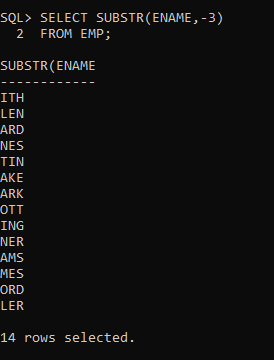 SQL> SELECT SUBSTR(ENAME,-3)
  2  FROM EMP;
SUBSTR(ENAME
------------
ITH
LEN
ARD
NES
TIN
AKE
ARK
OTT
ING
NER
AMS
MES
ORD
LER
14 rows selected.